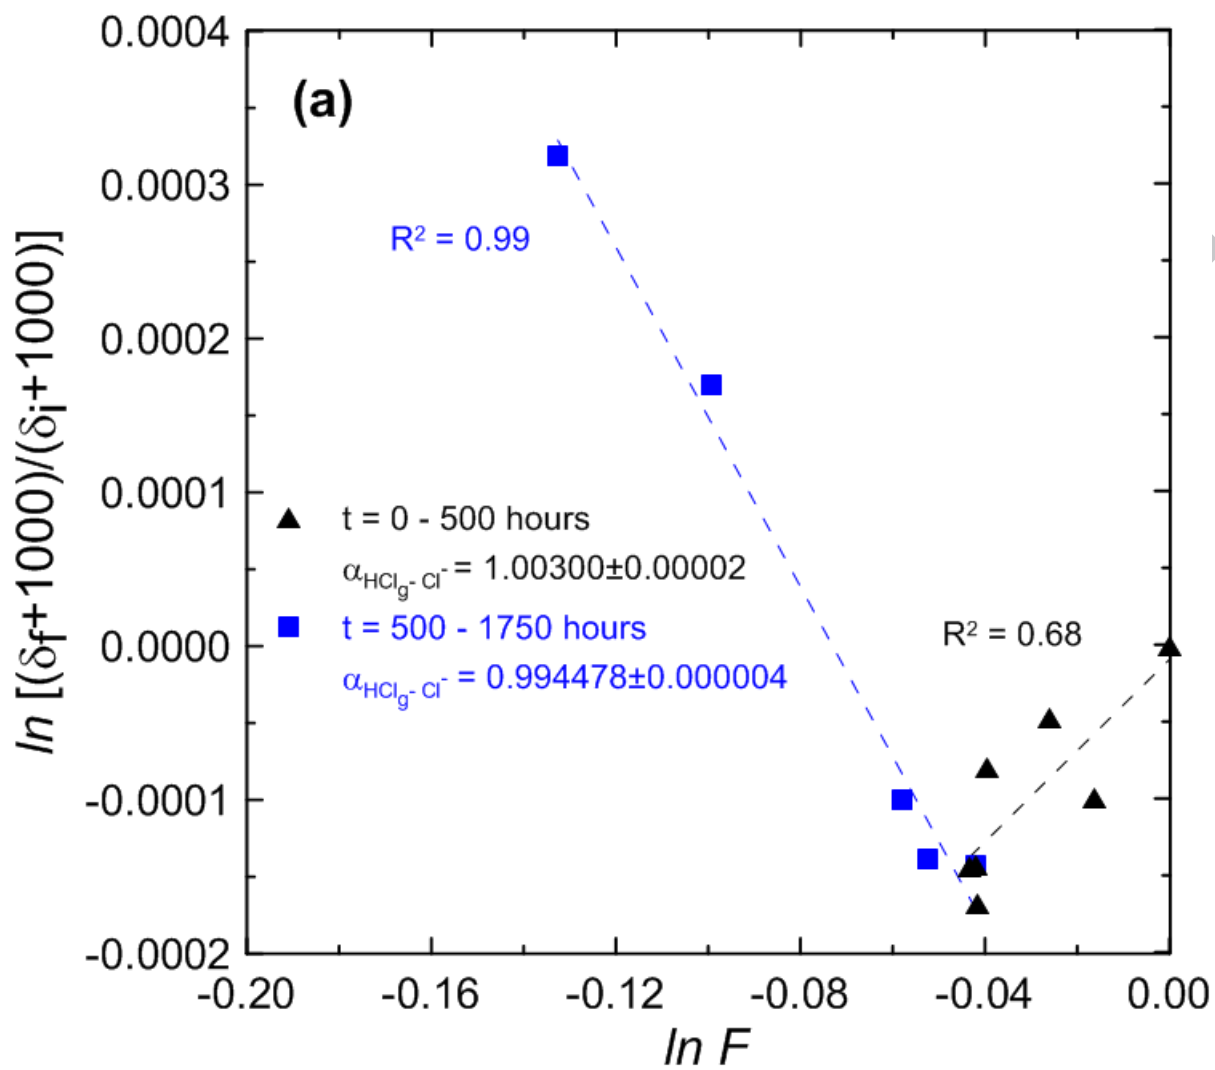 0.0004
(a)
0.0003
R² = 0.99
0.0002
0.0001
t = 0 - 500 hours
αHClg- Cl- = 1.00300±0.00002
t = 500 - 1750 hours
αHClg- Cl- = 0.994478±0.000004
R² = 0.68
0.0000
-0.0001
-0.0002
ln [(δf+1000)/(δi+1000)]
-0.20 -0.16 -0.12 -0.08 -0.04 0.00
ln F